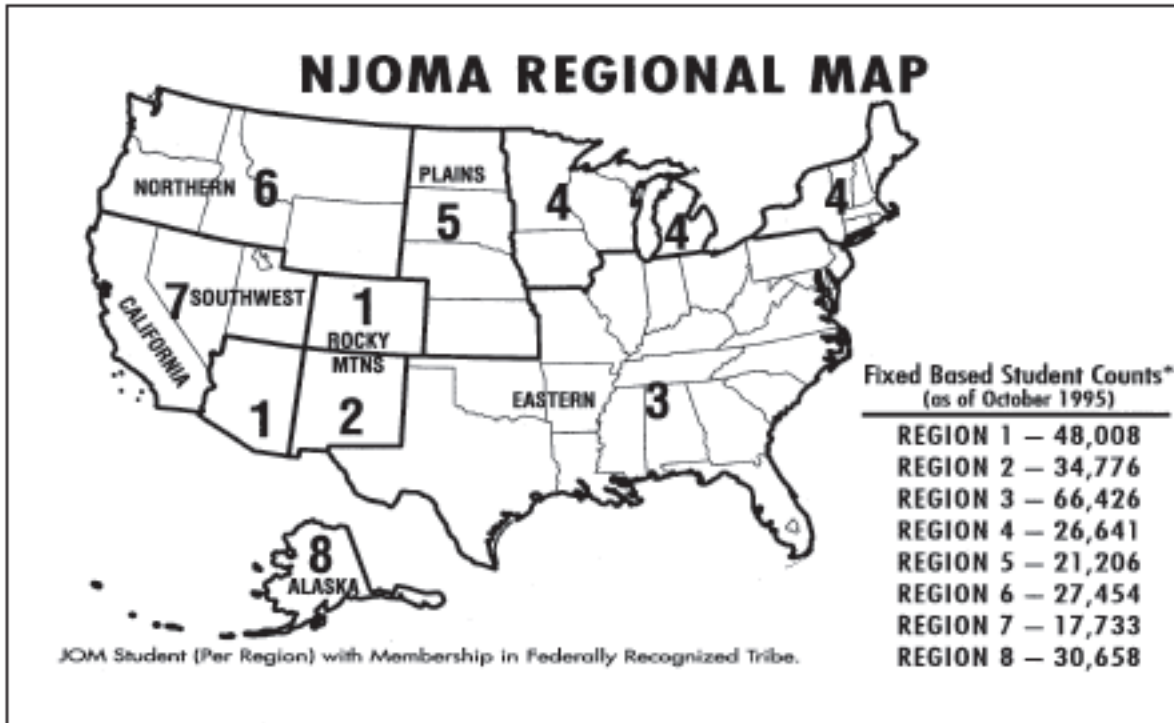 NJOMA REGIONAL MAP
PLAINS
NORTHERN
6
5
4
4
4
7
SOUTHWEST
CALIFORNIA
1
ROCKY
MTNS
1
2
EASTERN
3
8
ALASKA
Fixed Based Student Counts*
(as of October 1995)
REGION 1 – 48,008
REGION 2 – 34,776
REGION 3 – 66,426
REGION 4 – 26,641
REGION 5 – 21,206
REGION 6 – 27,454
REGION 7 – 17,733
REGION 8 – 30,658
JOM Student (Per Region) with Membership in Federally Recognized Tribe.